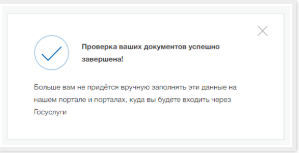 Проверка ваших документов успешно
завершена!
Больше вам не придётся вручную заполнять эти данные на
нашем портале и порталах, куда вы будете входить через
Госуслуги